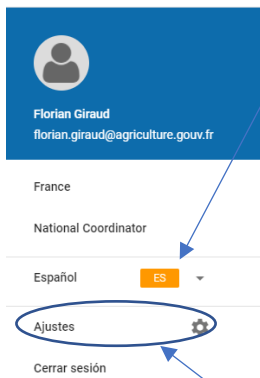 Florian Giraud
florian.giraud@agriculture.gouv.fr
France
National Coordinator
Español ES
Ajustes
Cerrar sesión